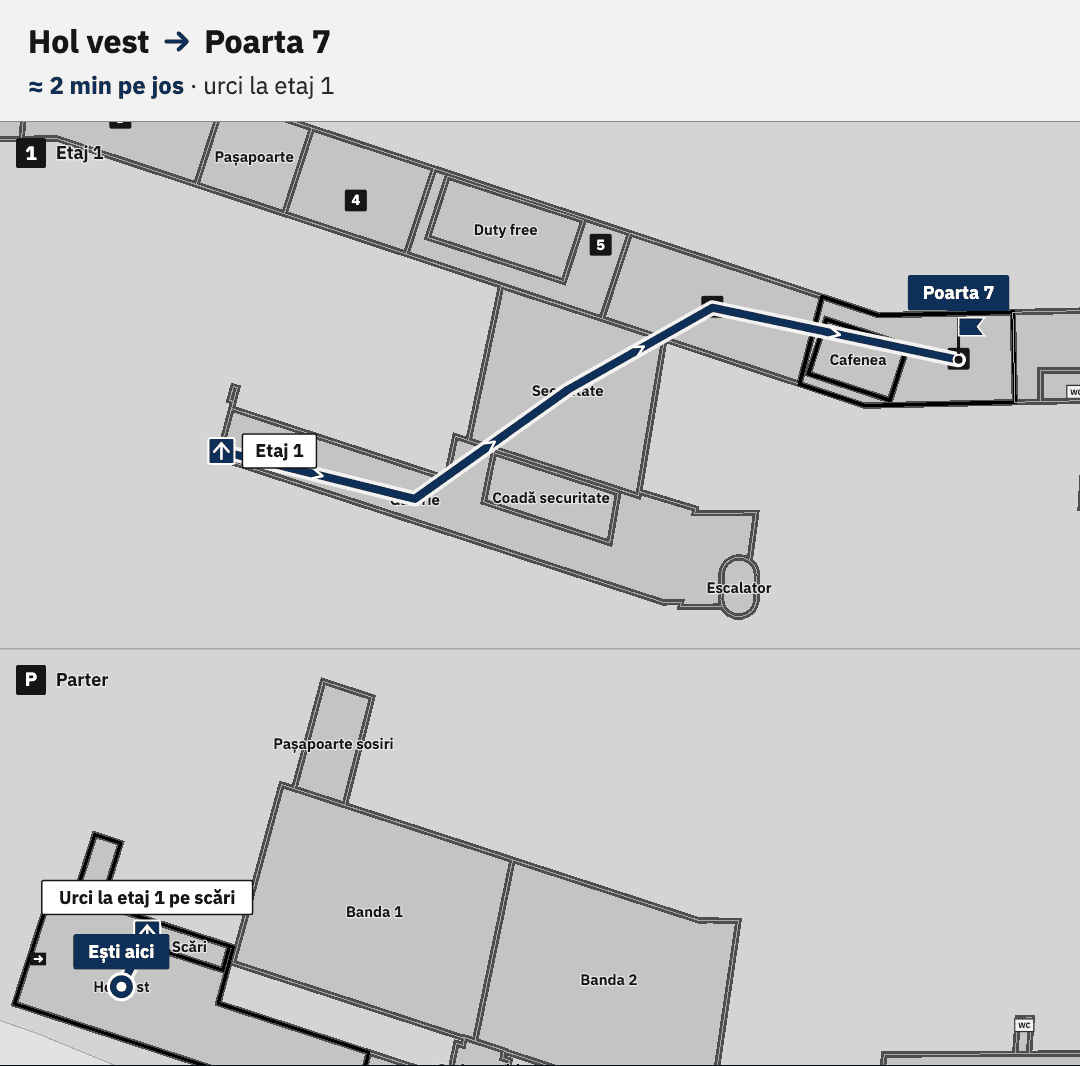 Hol vest → Poarta 7
≈ 2 min pe jos · urci la etaj 1
1 Etaj 1
Pașapoarte
4
Duty free
5
Poarta 7
Cafenea
wc
Etaj 1
Coadă securitate
Escalator
P Parter
Pașapoarte sosiri
Urci la etaj 1 pe scări
Banda 1
Scări
Ești aici
Banda 2
wc